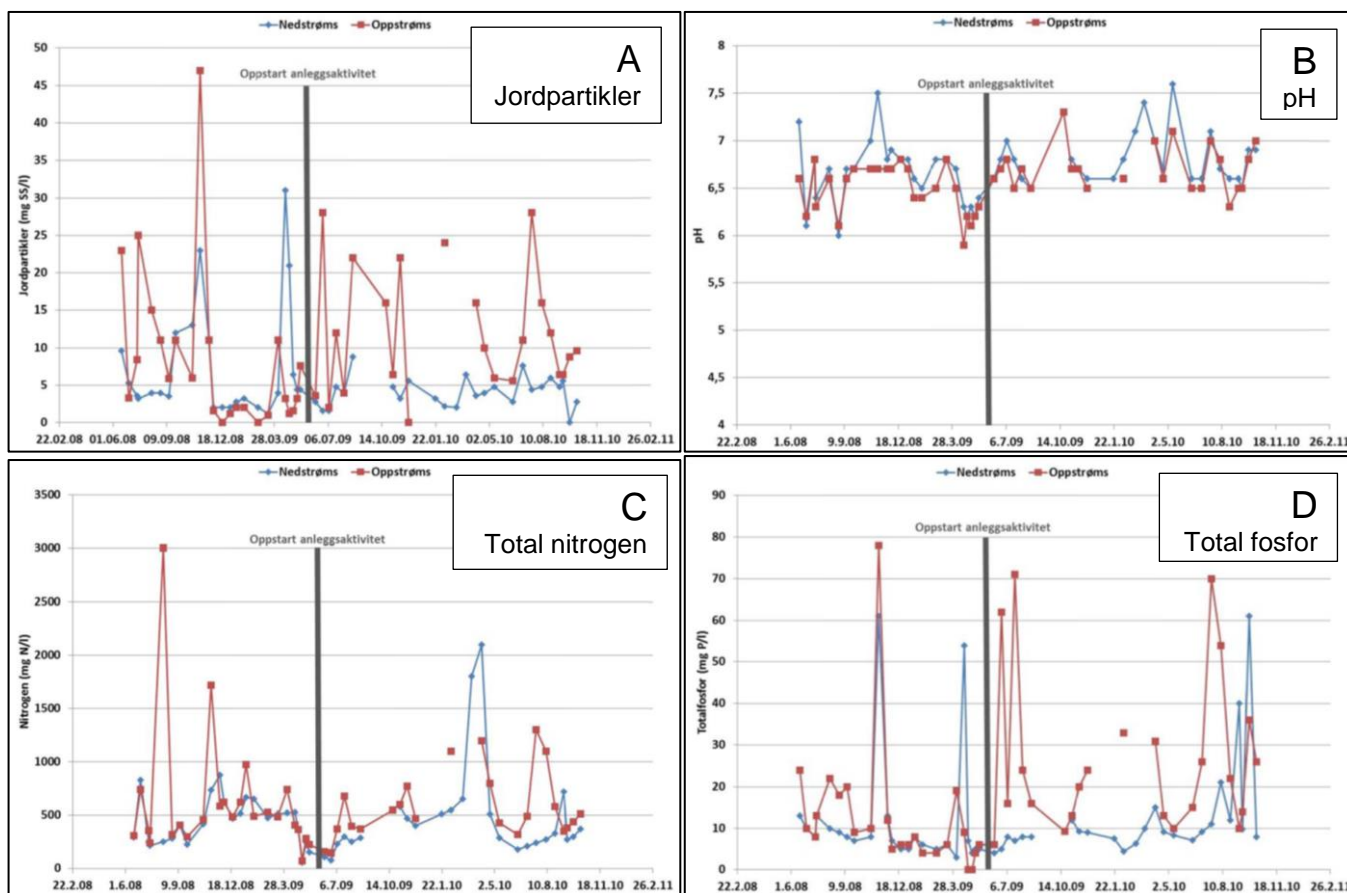 Nedstrøms Oppstrøms
A
Jordpartikler
Oppstart anleggsaktivitet
Jordpartikler (mg SS/l)
50
45
40
35
30
25
20
15
10
5
0
22.02.08 01.06.08 09.09.08 18.12.08 28.03.09 06.07.09 14.10.09 22.01.10 02.05.10 10.08.10 18.11.10 26.02.11
Nedstrøms Oppstrøms
B
pH
Oppstart anleggsaktivitet
pH
8
7,5
7
6,5
6
5,5
5
4,5
4
22.2.08 1.6.08 9.9.08 18.12.08 28.3.09 6.7.09 14.10.09 22.1.10 2.5.10 10.8.10 18.11.10 26.2.11
Nedstrøms Oppstrøms
C
Total nitrogen
Oppstart anleggsaktivitet
Nitrogen (mg N/l)
3500
3000
2500
2000
1500
1000
500
0
22.2.08 1.6.08 9.9.08 18.12.08 28.3.09 6.7.09 14.10.09 22.1.10 2.5.10 10.8.10 18.11.10 26.2.11
Nedstrøms Oppstrøms
D
Total fosfor
Oppstart anleggsaktivitet
Totalfosfor (mg P/l)
90
80
70
60
50
40
30
20
10
0
22.2.08 1.6.08 9.9.08 18.12.08 28.3.09 6.7.09 14.10.09 22.1.10 2.5.10 10.8.10 18.11.10 26.2.11